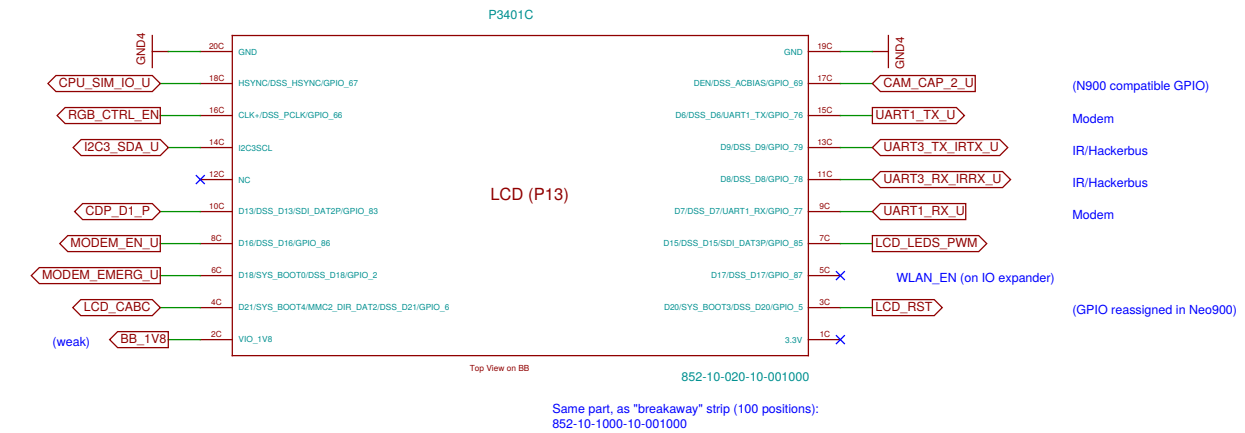 P3401C
GND4 20C GND GND 19C GND4
CPU_SIM_IO_U 18C HSYNC/DSS_HSYNC/GPIO_67 DEN/DSS_ACBIAS/GPIO_69 17C CAM_CAP_2_U (N900 compatible GPIO)
RGB_CTRL_EN 16C CLK+/DSS_PCLK/GPIO_66 D6/DSS_D6/UART1_TX/GPIO_76 15C UART1_TX_U Modem
I2C3_SDA_U 14C I2C3SCL D9/DSS_D9/GPIO_79 13C UART3_TX_IRTX_U IR/Hackerbus
12C NC D8/DSS_D8/GPIO_78 11C UART3_RX_IRRX_U IR/Hackerbus
LCD (P13)
CDP_D1_P 10C D13/DSS_D13/SDI_DAT2P/GPIO_83 D7/DSS_D7/UART1_RX/GPIO_77 9C UART1_RX_U Modem
MODEM_EN_U 8C D16/DSS_D16/GPIO_86 D15/DSS_D15/SDI_DAT3P/GPIO_85 7C LCD_LEDS_PWM
MODEM_EMERG_U 6C D18/SYS_BOOT0/DSS_D18/GPIO_2 D17/DSS_D17/GPIO_87 5C WLAN_EN (on IO expander)
LCD_CABC 4C D21/SYS_BOOT4/MMC2_DIR_DAT2/DSS_D21/GPIO_6 D20/SYS_BOOT3/DSS_D20/GPIO_5 3C LCD_RST (GPIO reassigned in Neo900)
(weak) BB_1V8 2C VIO_1V8 3.3V 1C
Top View on BB
852-10-020-10-001000
Same part, as "breakaway" strip (100 positions):
852-10-1000-10-001000